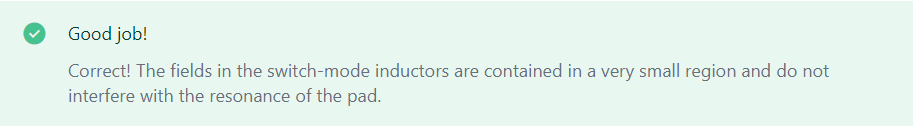 Good job!
Correct! The fields in the switch-mode inductors are contained in a very small region and do not
interfere with the resonance of the pad.